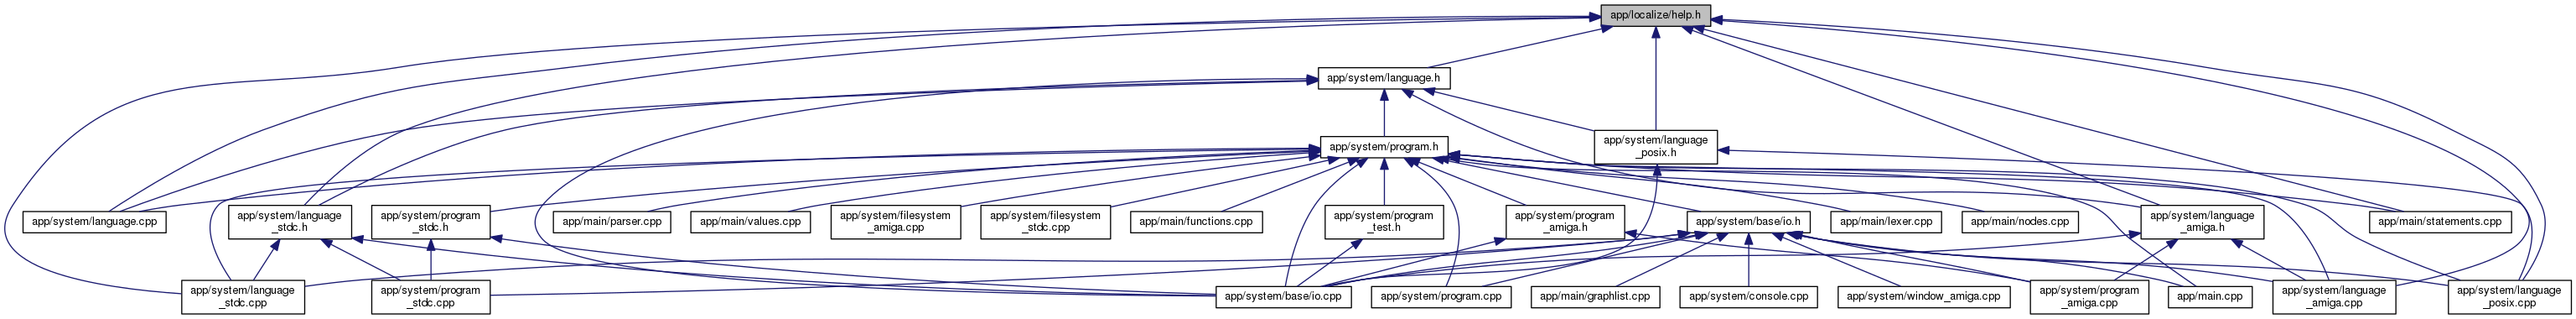 app/localize/help.h
app/system/language.h
app/system/program.h
app/system/language
_posix.h
app/system/language.cpp
app/system/language
_stdc.h
app/system/program
_stdc.h
app/main/parser.cpp
app/main/values.cpp
app/system/filesystem
_amiga.cpp
app/system/filesystem
_stdc.cpp
app/main/functions.cpp
app/system/program
_test.h
app/system/program
_amiga.h
app/system/base/io.h
app/main/lexer.cpp
app/main/nodes.cpp
app/system/language
_amiga.h
app/main/statements.cpp
app/system/language
_stdc.cpp
app/system/program
_stdc.cpp
app/system/base/io.cpp
app/system/program.cpp
app/main/graphlist.cpp
app/system/console.cpp
app/system/window_amiga.cpp
app/system/program
_amiga.cpp
app/main.cpp
app/system/language
_amiga.cpp
app/system/language
_posix.cpp